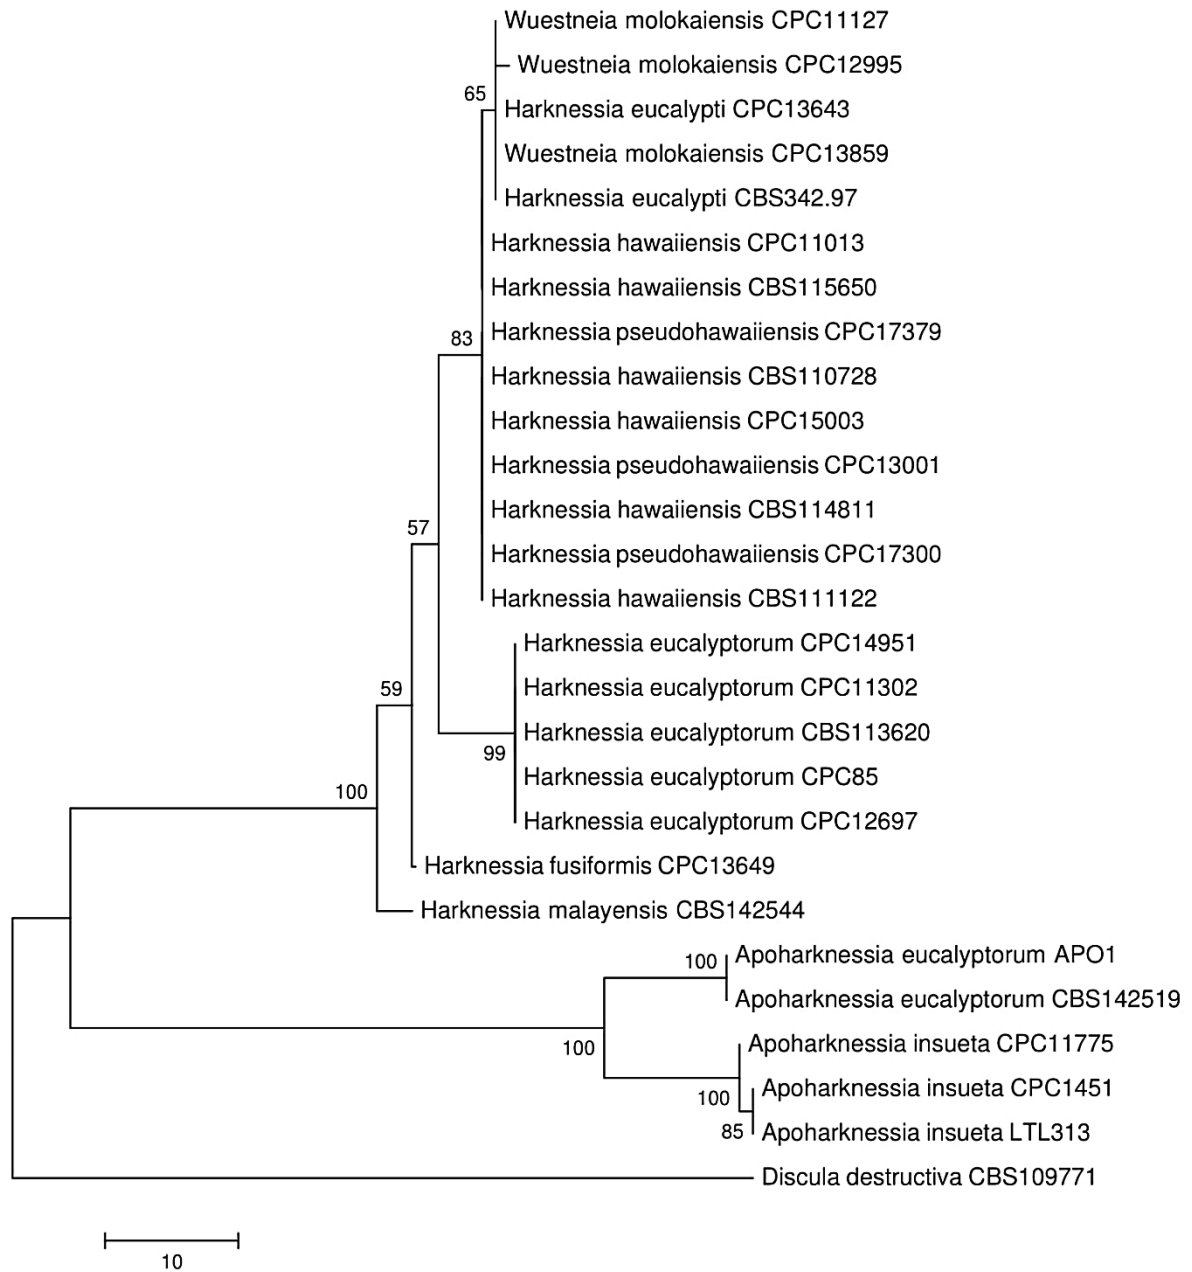 Wuestneia molokaiensis CPC11127
Wuestneia molokaiensis CPC12995
65
Harknessia eucalypti CPC13643
Wuestneia molokaiensis CPC13859
Harknessia eucalypti CBS342.97
Harknessia hawaiiensis CPC11013
Harknessia hawaiiensis CBS115650
Harknessia pseudohawaiiensis CPC17379
83
Harknessia hawaiiensis CBS110728
Harknessia hawaiiensis CPC15003
Harknessia pseudohawaiiensis CPC13001
Harknessia hawaiiensis CBS114811
57
Harknessia pseudohawaiiensis CPC17300
Harknessia hawaiiensis CBS111122
Harknessia eucalyptorum CPC14951
59
Harknessia eucalyptorum CPC11302
Harknessia eucalyptorum CBS113620
99
Harknessia eucalyptorum CPC85
100
Harknessia eucalyptorum CPC12697
Harknessia fusiformis CPC13649
Harknessia malayensis CBS142544
100
Apoharknessia eucalyptorum APO1
Apoharknessia eucalyptorum CBS142519
100
Apoharknessia insueta CPC11775
Apoharknessia insueta CPC1451
100
85
Apoharknessia insueta LTL313
Discula destructiva CBS109771
10